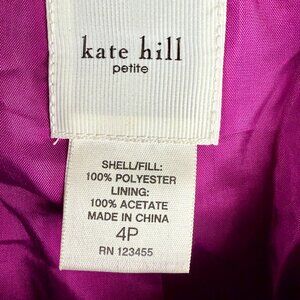 kate hill
petite
SHELL/FILL:
100% POLYESTER
LINING:
100% ACETATE
MADE IN CHINA
4P
RN 123455